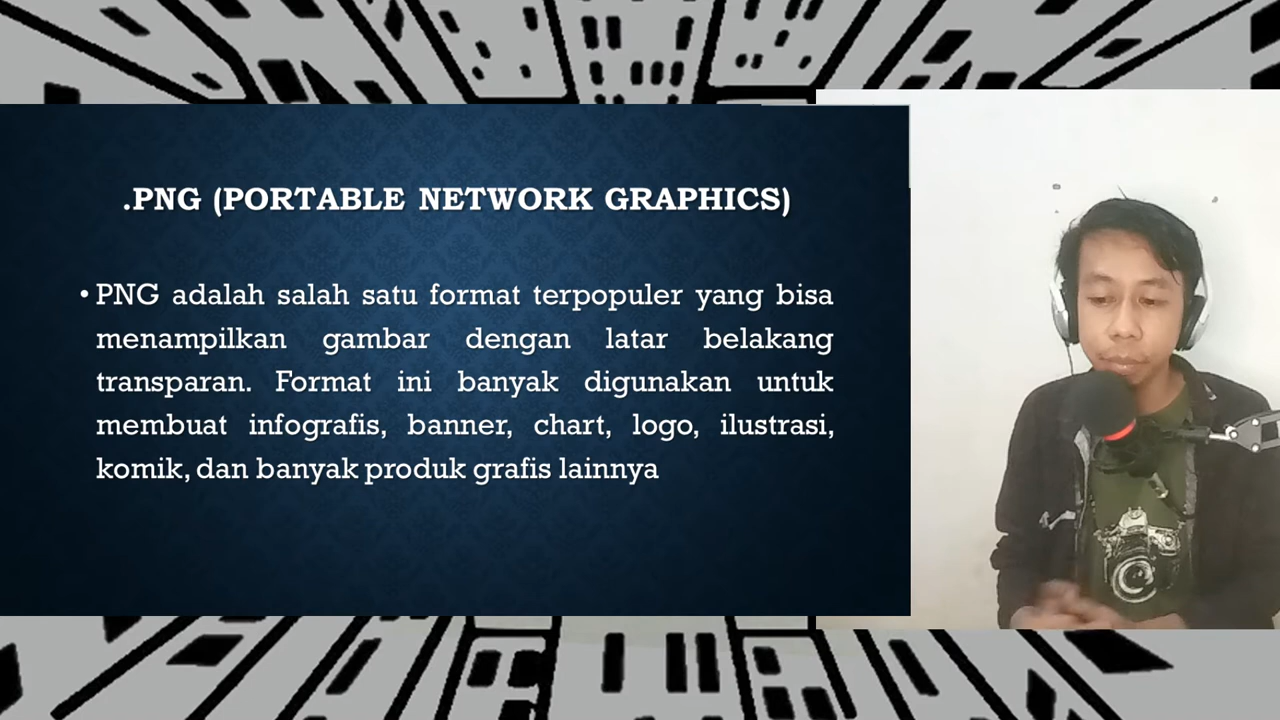 .PNG (PORTABLE NETWORK GRAPHICS)
• PNG adalah salah satu format terpopuler yang bisa
menampilkan gambar dengan latar belakang
transparan. Format ini banyak digunakan untuk
membuat infografis, banner, chart, logo, ilustrasi,
komik, dan banyak produk grafis lainnya